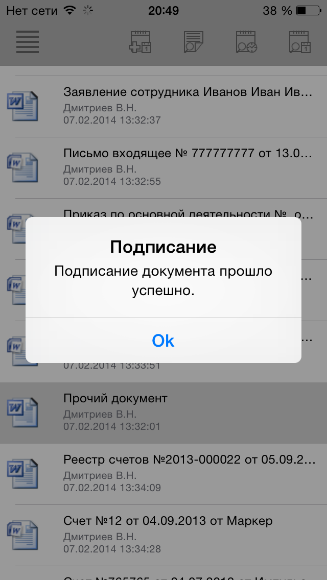 Нет сети 20:49 38 %
Заявление сотрудника Иванов Иван Ив...
Дмитриев В.Н.
07.02.2014 13:32:37
Письмо входящее № 777777777 от 13.0...
Дмитриев В.Н.
07.02.2014 13:32:55
Приказ по основной деятельности №
Подписание
Подписание документа прошло
успешно.
Ok
07.02.2014 13:33:51
Прочий документ
Дмитриев В.Н.
07.02.2014 13:32:01
Реестр счетов №2013-000022 от 05.09.2...
Дмитриев В.Н.
07.02.2014 13:34:09
Счет №12 от 04.09.2013 от Маркер
Дмитриев В.Н.
07.02.2014 13:34:28